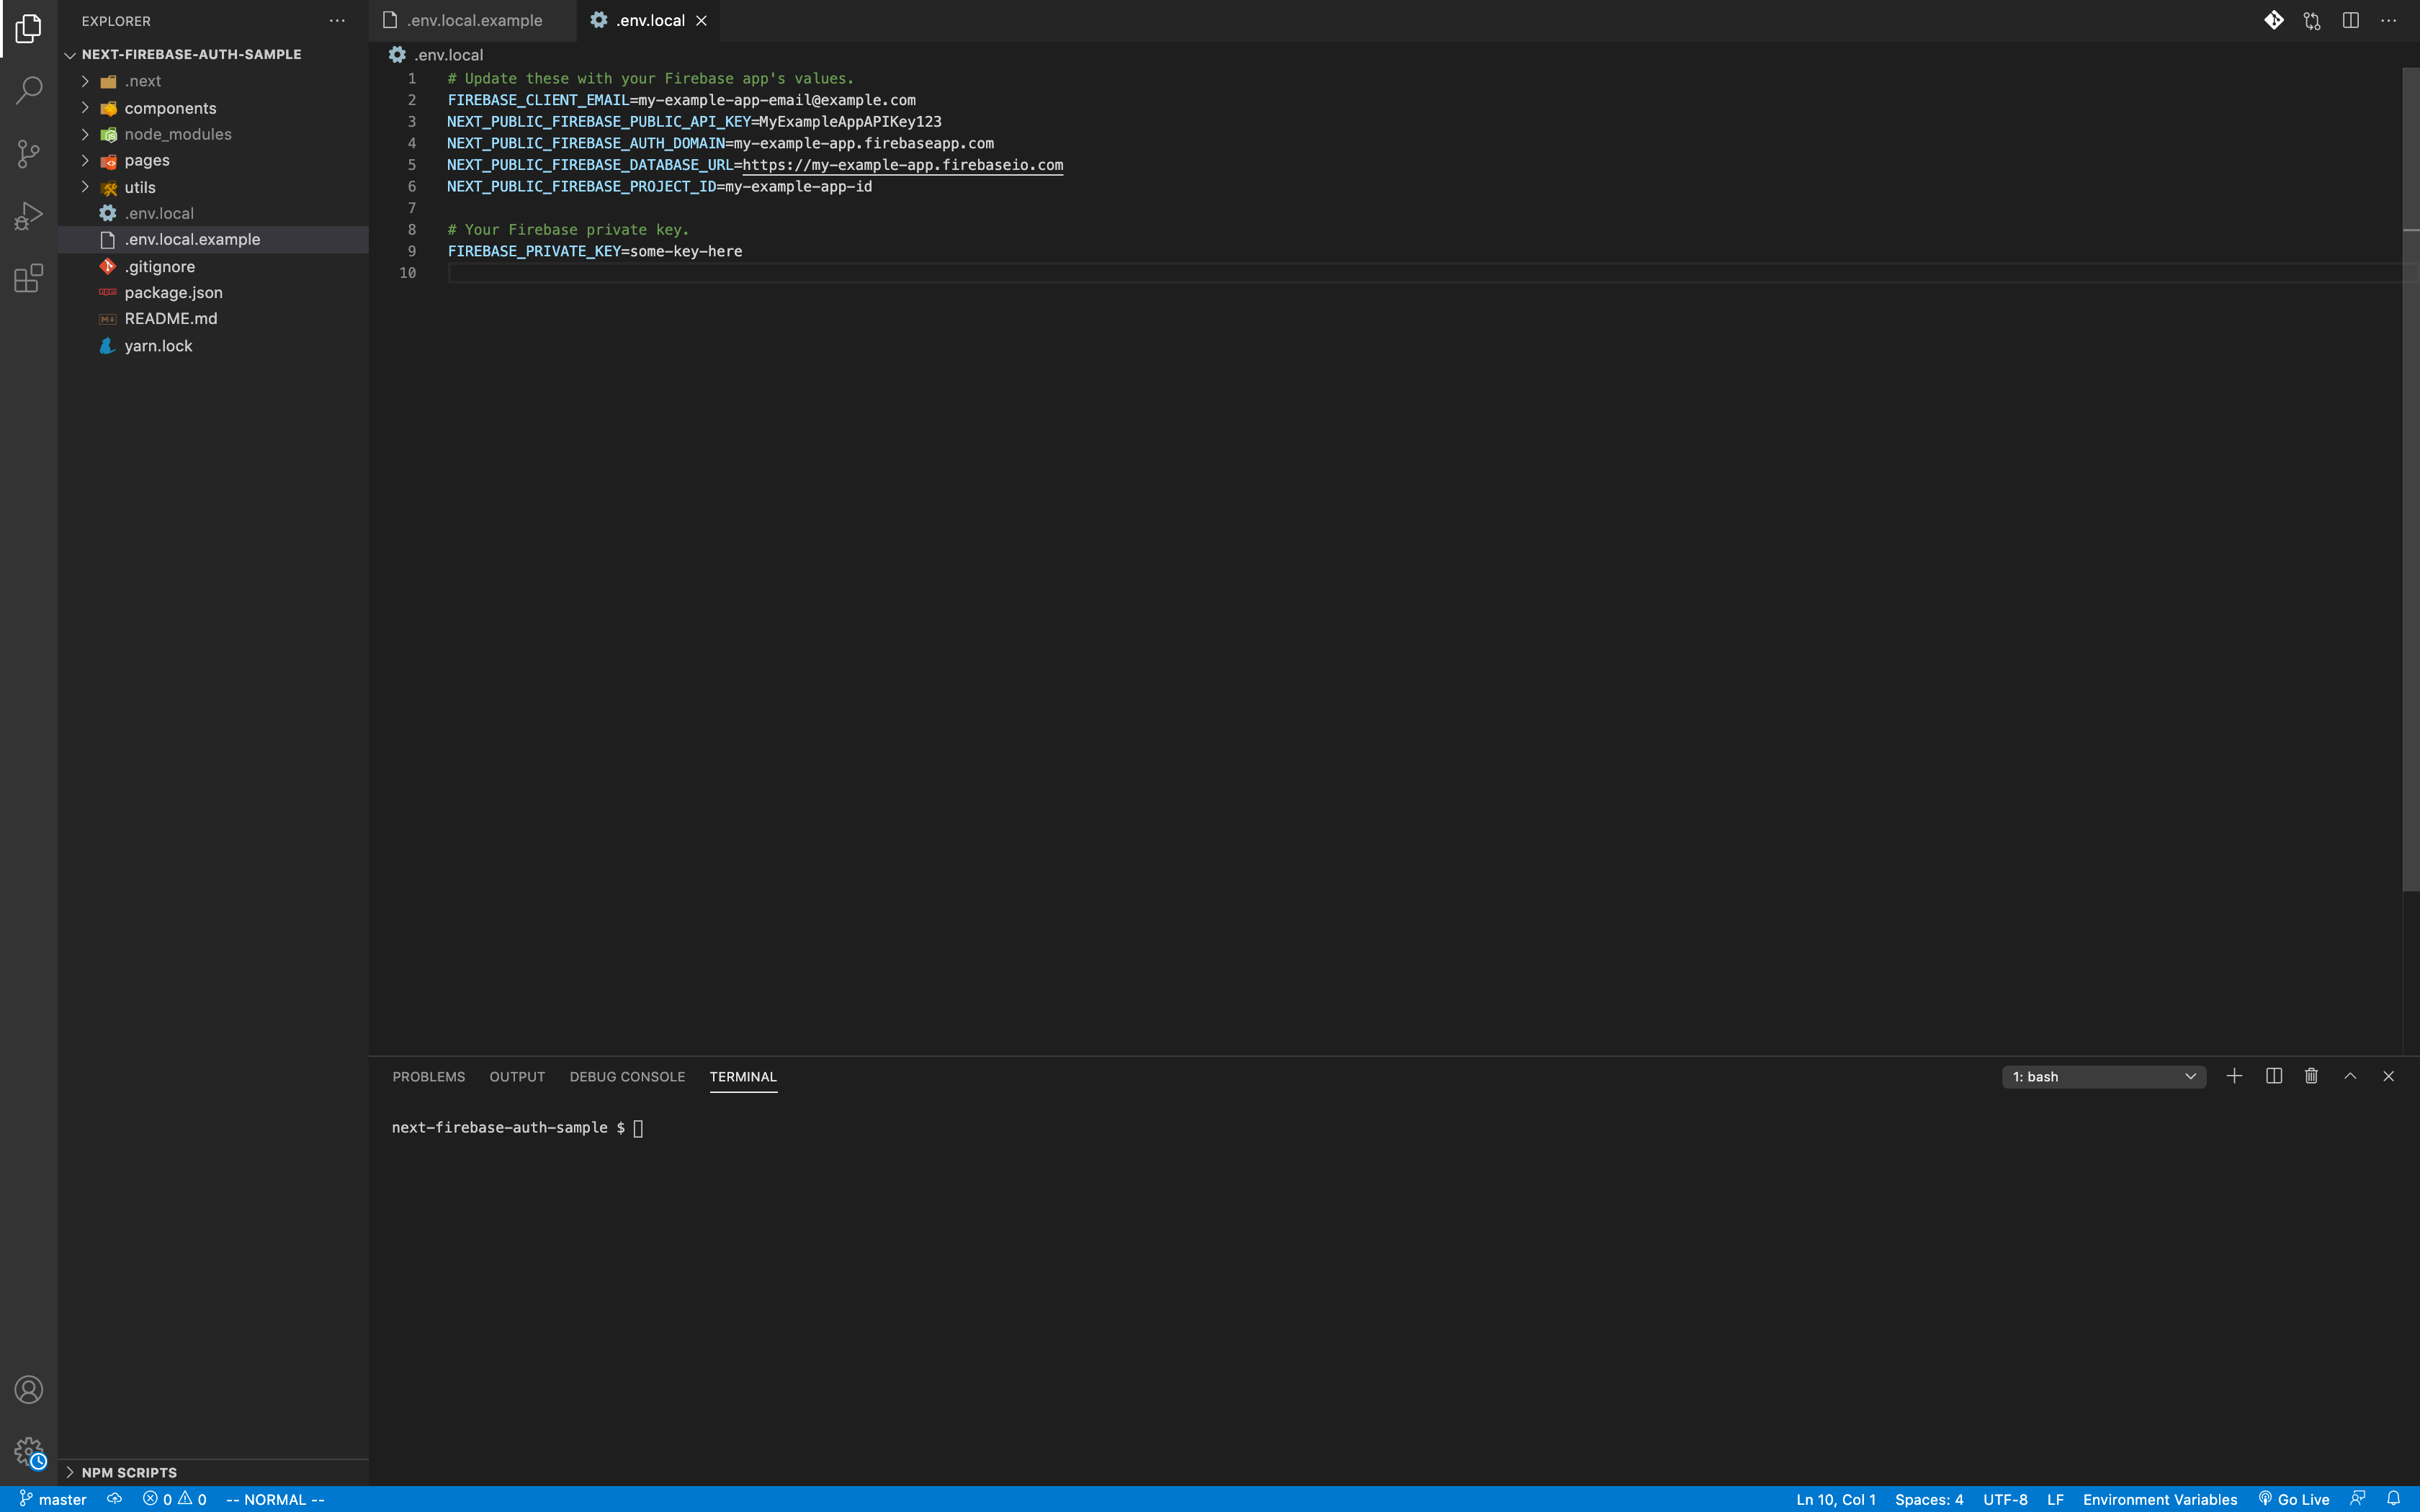 EXPLORER
NEXT-FIREBASE-AUTH-SAMPLE
.next
components
node_modules
pages
utils
.env.local
.env.local.example
.gitignore
package.json
README.md
yarn.lock
NPM SCRIPTS
.env.local.example
.env.local
.env.local
1 # Update these with your Firebase app's values.
2 FIREBASE_CLIENT_EMAIL=my-example-app-email@example.com
3 NEXT_PUBLIC_FIREBASE_PUBLIC_API_KEY=MyExampleAppAPIKey123
4 NEXT_PUBLIC_FIREBASE_AUTH_DOMAIN=my-example-app.firebaseapp.com
5 NEXT_PUBLIC_FIREBASE_DATABASE_URL=https://my-example-app.firebaseio.com
6 NEXT_PUBLIC_FIREBASE_PROJECT_ID=my-example-app-id
7
8 # Your Firebase private key.
9 FIREBASE_PRIVATE_KEY=some-key-here
10
PROBLEMS OUTPUT DEBUG CONSOLE TERMINAL 1: bash
next-firebase-auth-sample $
master 0 0 -- NORMAL -- Ln 10, Col 1 Spaces: 4 UTF-8 LF Environment Variables Go Live